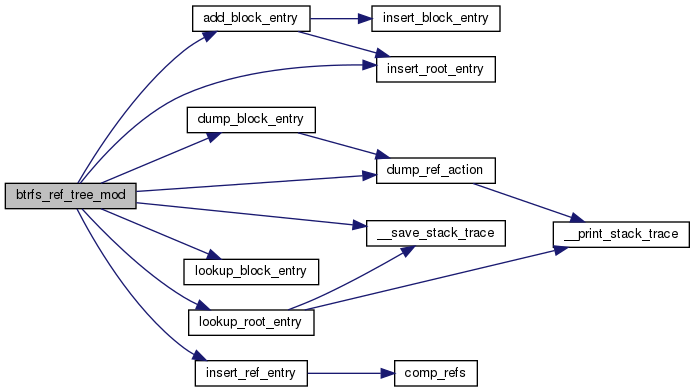 add_block_entry
insert_block_entry
insert_root_entry
dump_block_entry
dump_ref_action
btrfs_ref_tree_mod
__save_stack_trace
__print_stack_trace
lookup_block_entry
lookup_root_entry
insert_ref_entry
comp_refs